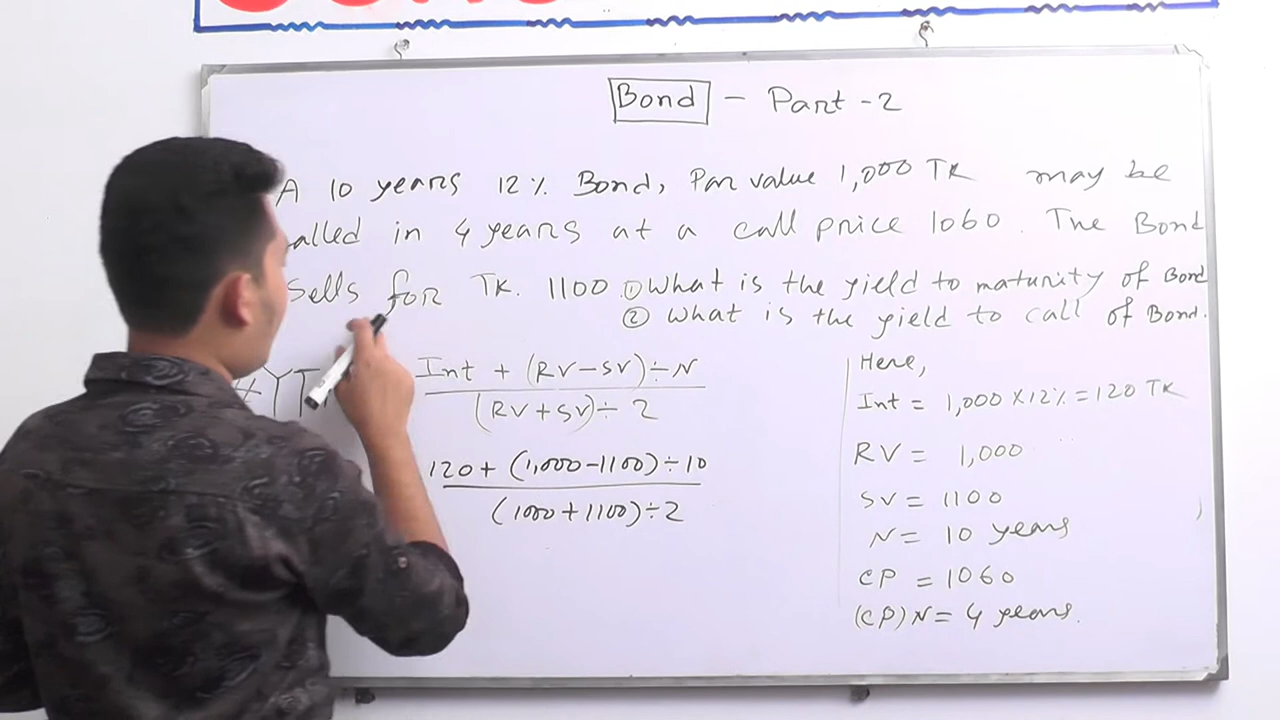 Bond - Part-2
A 10 years 12% Bond, Par value 1,000 TK may be
alled in 4 years at a call price 1060. The Bond
Sells for TK. 1100 ① What is the yield to maturity of Bond
② What is the yield to call of Bond.
# YT
Int + (RV-SV) ÷ N
(RV+SV) ÷ 2
120 + (1,000-1100) ÷ 10
(1000+1100) ÷ 2
Here,
Int = 1,000 X 12% = 120 TK
RV = 1,000
SV = 1100
N = 10 years
CP = 1060
(CP) N = 4 years.